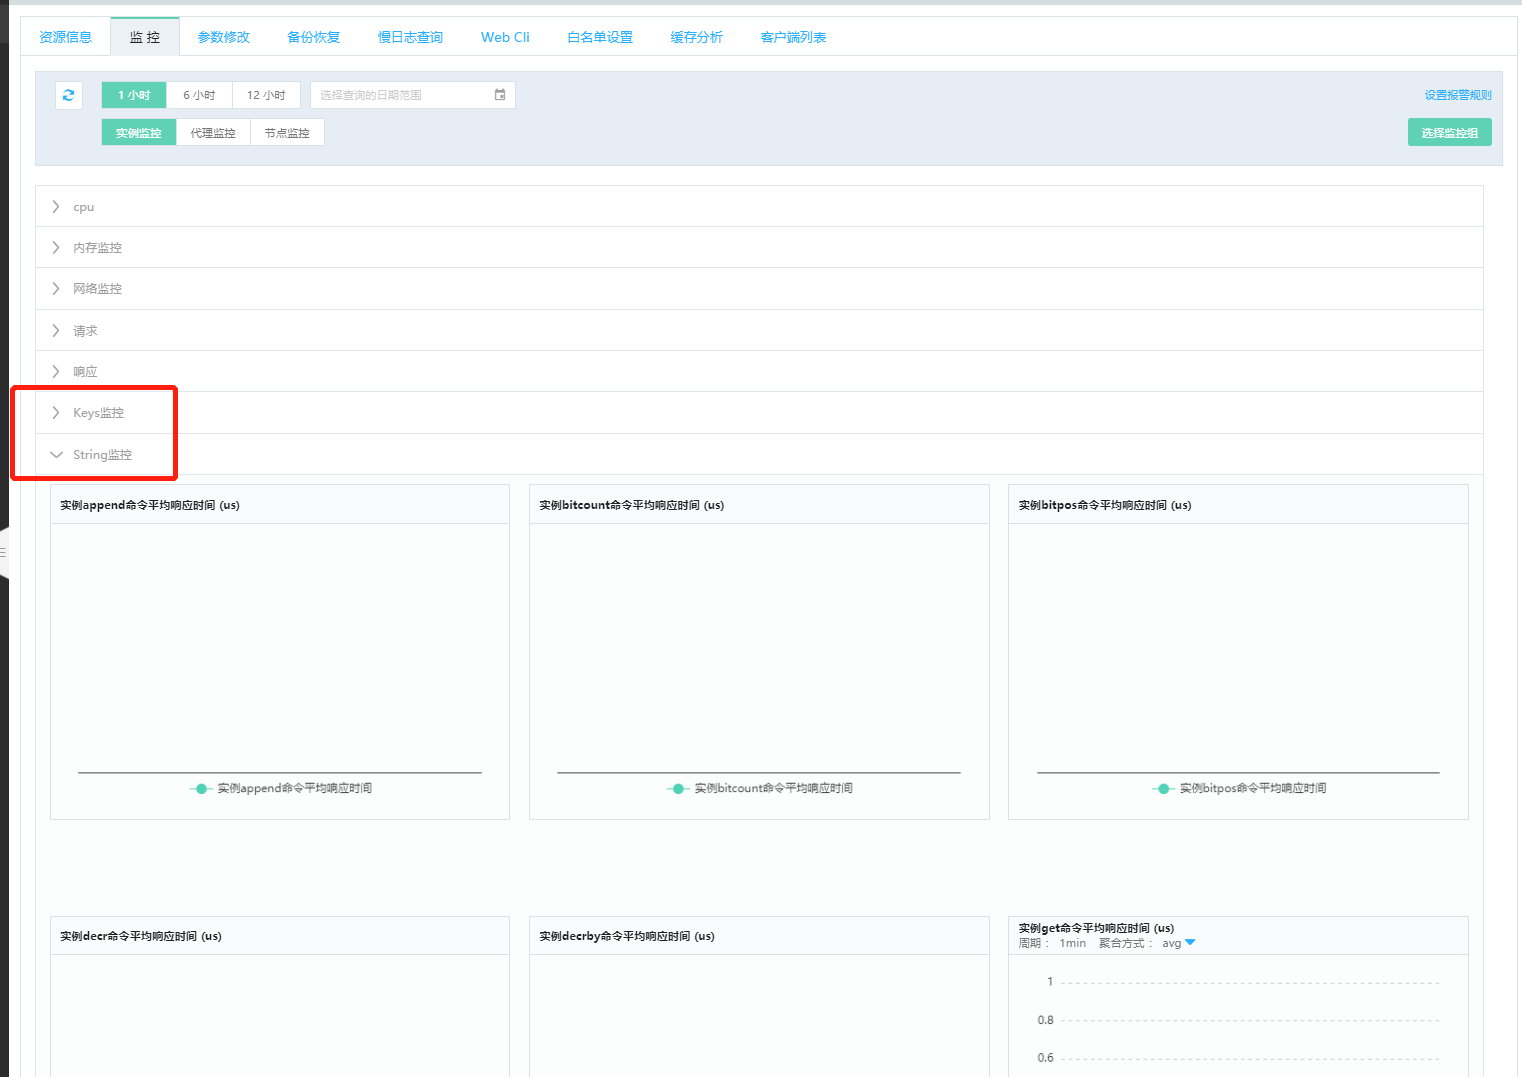 资源信息 监 控 参数修改 备份恢复 慢日志查询 Web Cli 白名单设置 缓存分析 客户端列表
1 小时 6 小时 12 小时 选择查询的日期范围 设置报警规则
实例监控 代理监控 节点监控 选择监控组
cpu
内存监控
网络监控
请求
响应
Keys监控
String监控
实例append命令平均响应时间 (us) 实例bitcount命令平均响应时间 (us) 实例bitpos命令平均响应时间 (us)
实例append命令平均响应时间 实例bitcount命令平均响应时间 实例bitpos命令平均响应时间
实例decr命令平均响应时间 (us) 实例decrby命令平均响应时间 (us) 实例get命令平均响应时间 (us)
周期： 1min 聚合方式： avg
1
0.8
0.6